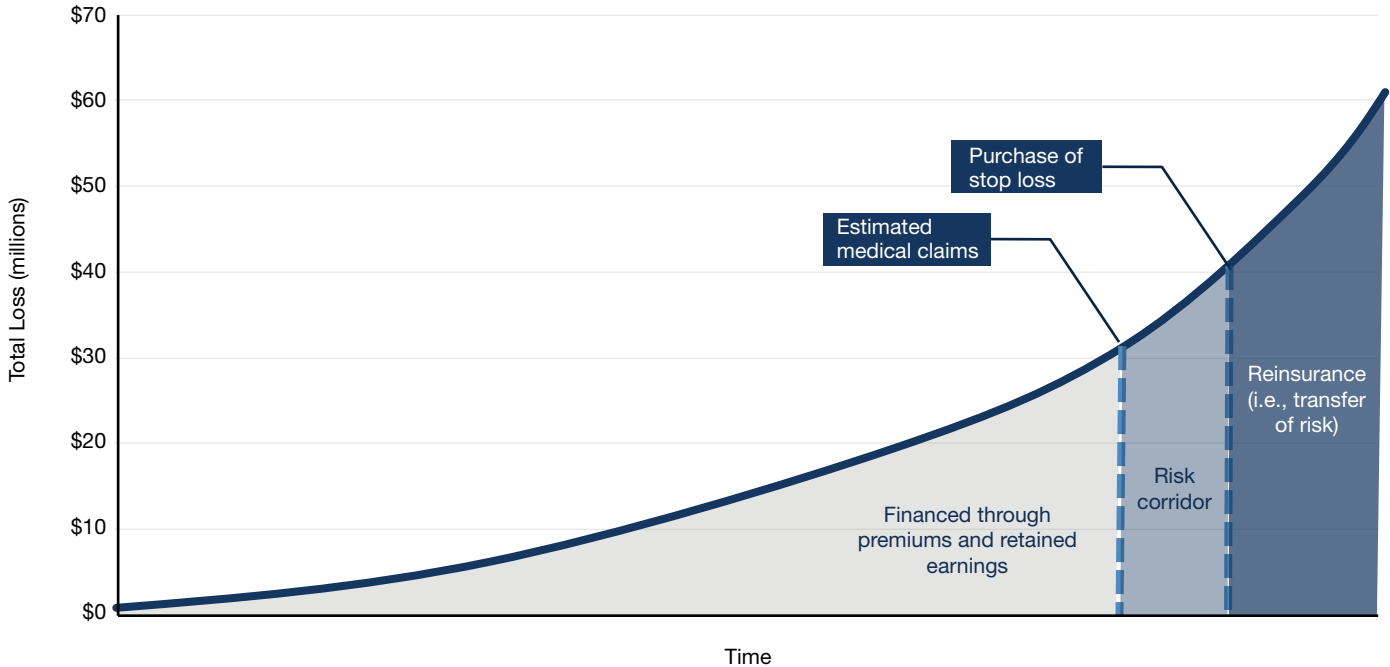 $70
$60
$50
$40
$30
$20
$10
$0
Total Loss (millions)
Time
Purchase of
stop loss
Estimated
medical claims
Reinsurance
(i.e., transfer
of risk)
Risk
corridor
Financed through
premiums and retained
earnings